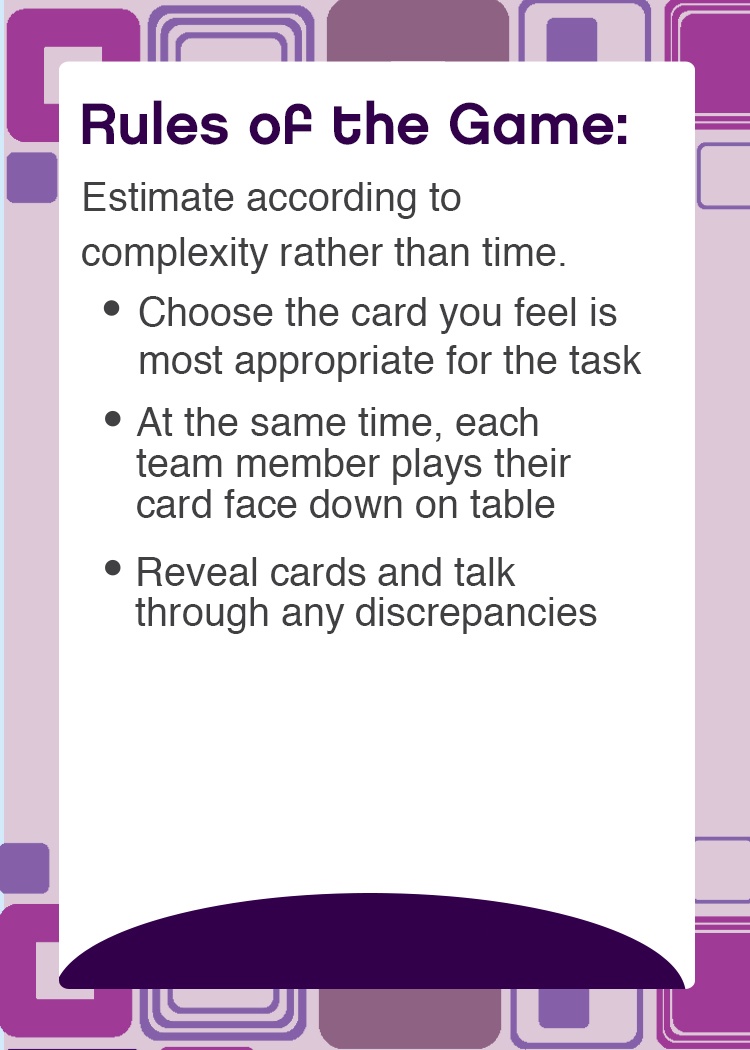 Rules of the Game:
Estimate according to
complexity rather than time.
• Choose the card you feel is
most appropriate for the task
• At the same time, each
team member plays their
card face down on table
• Reveal cards and talk
through any discrepancies